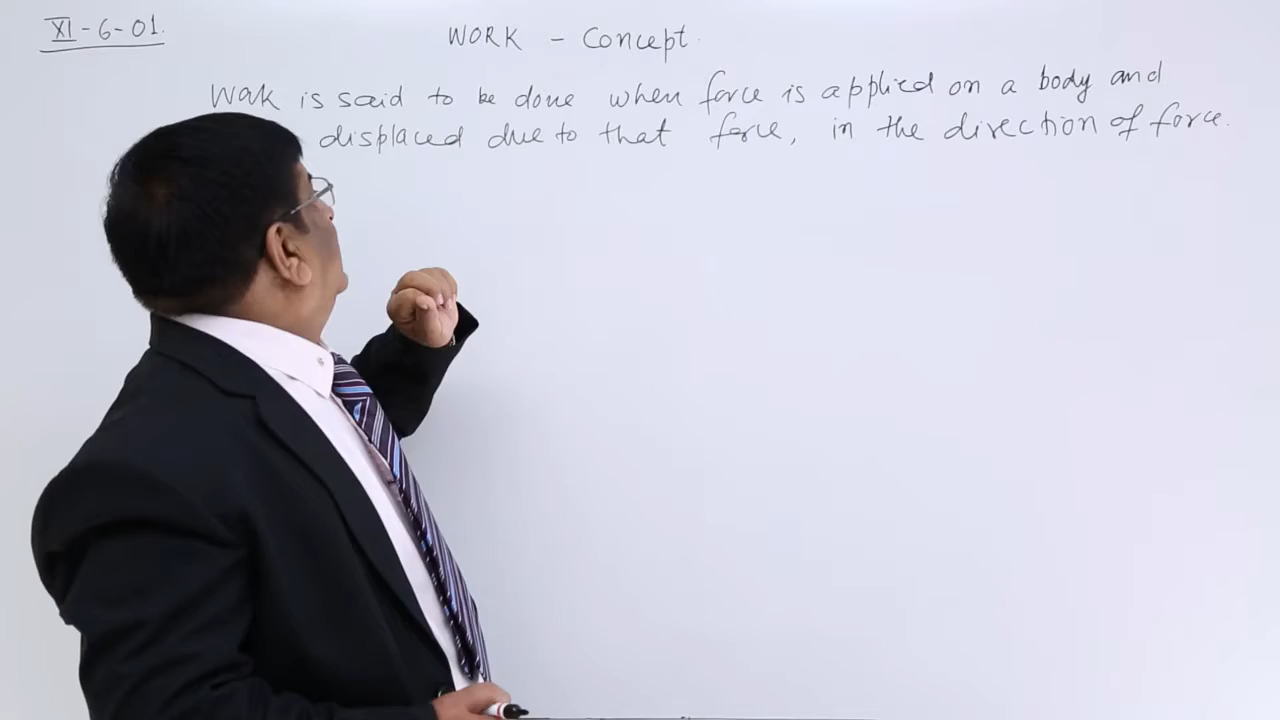 XI-6-01.
WORK - Concept.
Work is said to be done when force is applied on a body and
displaced due to that force, in the direction of force.